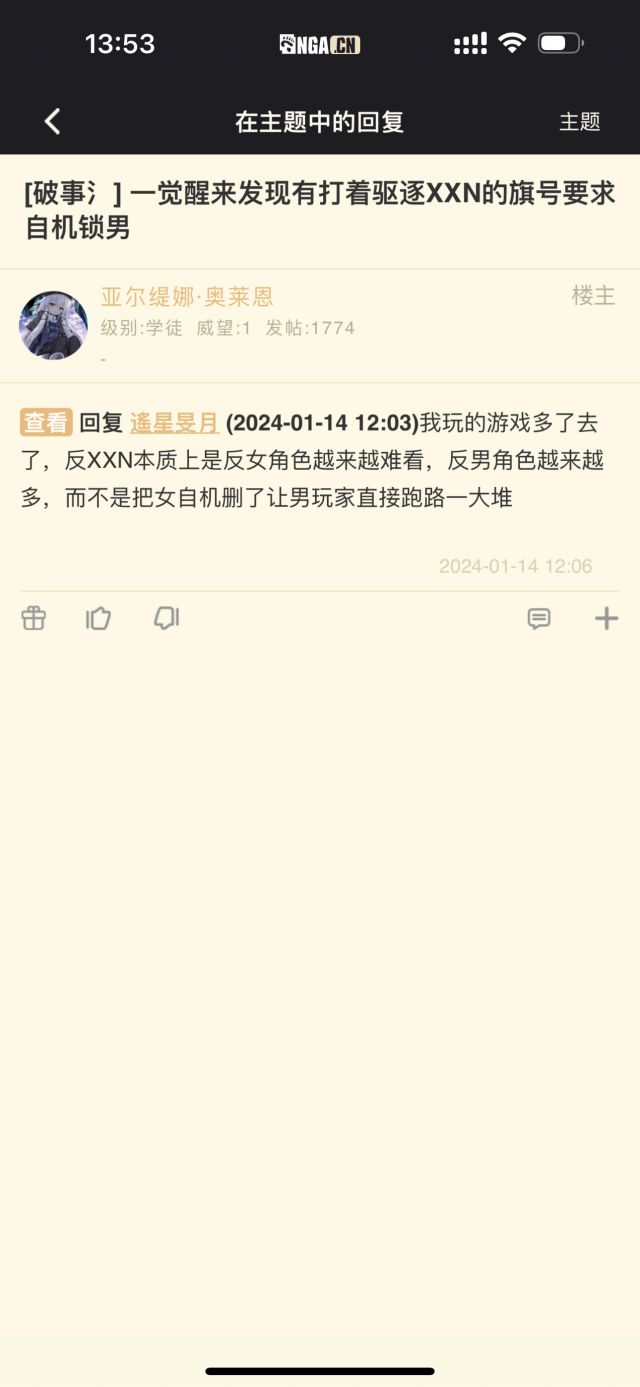 13:53
NGA.CN
在主题中的回复
主题
[破事氵] 一觉醒来发现有打着驱逐XXN的旗号要求
自机锁男
亚尔缇娜·奥莱恩
楼主
级别:学徒 威望:1 发帖:1774
-
查看 回复 遙星旻月 (2024-01-14 12:03)我玩的游戏多了去
了，反XXN本质上是反女角色越来越难看，反男角色越来越
多，而不是把女自机删了让男玩家直接跑路一大堆
2024-01-14 12:06